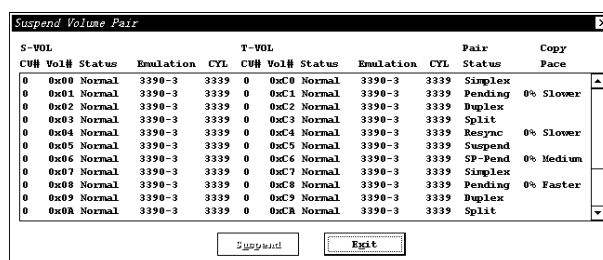 Suspend Volume Pair
S-VOL T-VOL Pair Copy
CU# Vol# Status Emulation CYL CU# Vol# Status Emulation CYL Status Pace
0 0x00 Normal 3390-3 3339 0 0xC0 Normal 3390-3 3339 Simplex
0 0x01 Normal 3390-3 3339 0 0xC1 Normal 3390-3 3339 Pending 0% Slower
0 0x02 Normal 3390-3 3339 0 0xC2 Normal 3390-3 3339 Duplex
0 0x03 Normal 3390-3 3339 0 0xC3 Normal 3390-3 3339 Split
0 0x04 Normal 3390-3 3339 0 0xC4 Normal 3390-3 3339 Resync 0% Slower
0 0x05 Normal 3390-3 3339 0 0xC5 Normal 3390-3 3339 Suspend
0 0x06 Normal 3390-3 3339 0 0xC6 Normal 3390-3 3339 SP-Pend 0% Medium
0 0x07 Normal 3390-3 3339 0 0xC7 Normal 3390-3 3339 Simplex
0 0x08 Normal 3390-3 3339 0 0xC8 Normal 3390-3 3339 Pending 0% Faster
0 0x09 Normal 3390-3 3339 0 0xC9 Normal 3390-3 3339 Duplex
0 0x0A Normal 3390-3 3339 0 0xCA Normal 3390-3 3339 Split
Suspend Exit